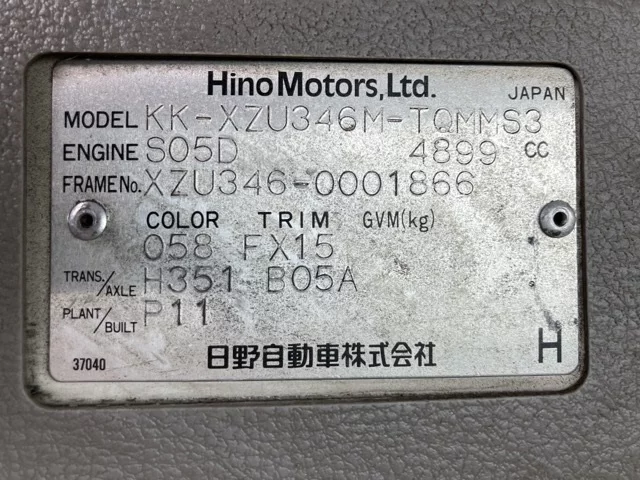 Hino Motors, Ltd. JAPAN
MODEL KK-XZU346M-TQMMS3
ENGINE S05D 4899 CC
FRAME No. XZU346-0001866
COLOR TRIM GVM(kg)
058 FX15
TRANS./AXLE H351 B05A
PLANT/BUILT P11
37040 日野自動車株式会社 H